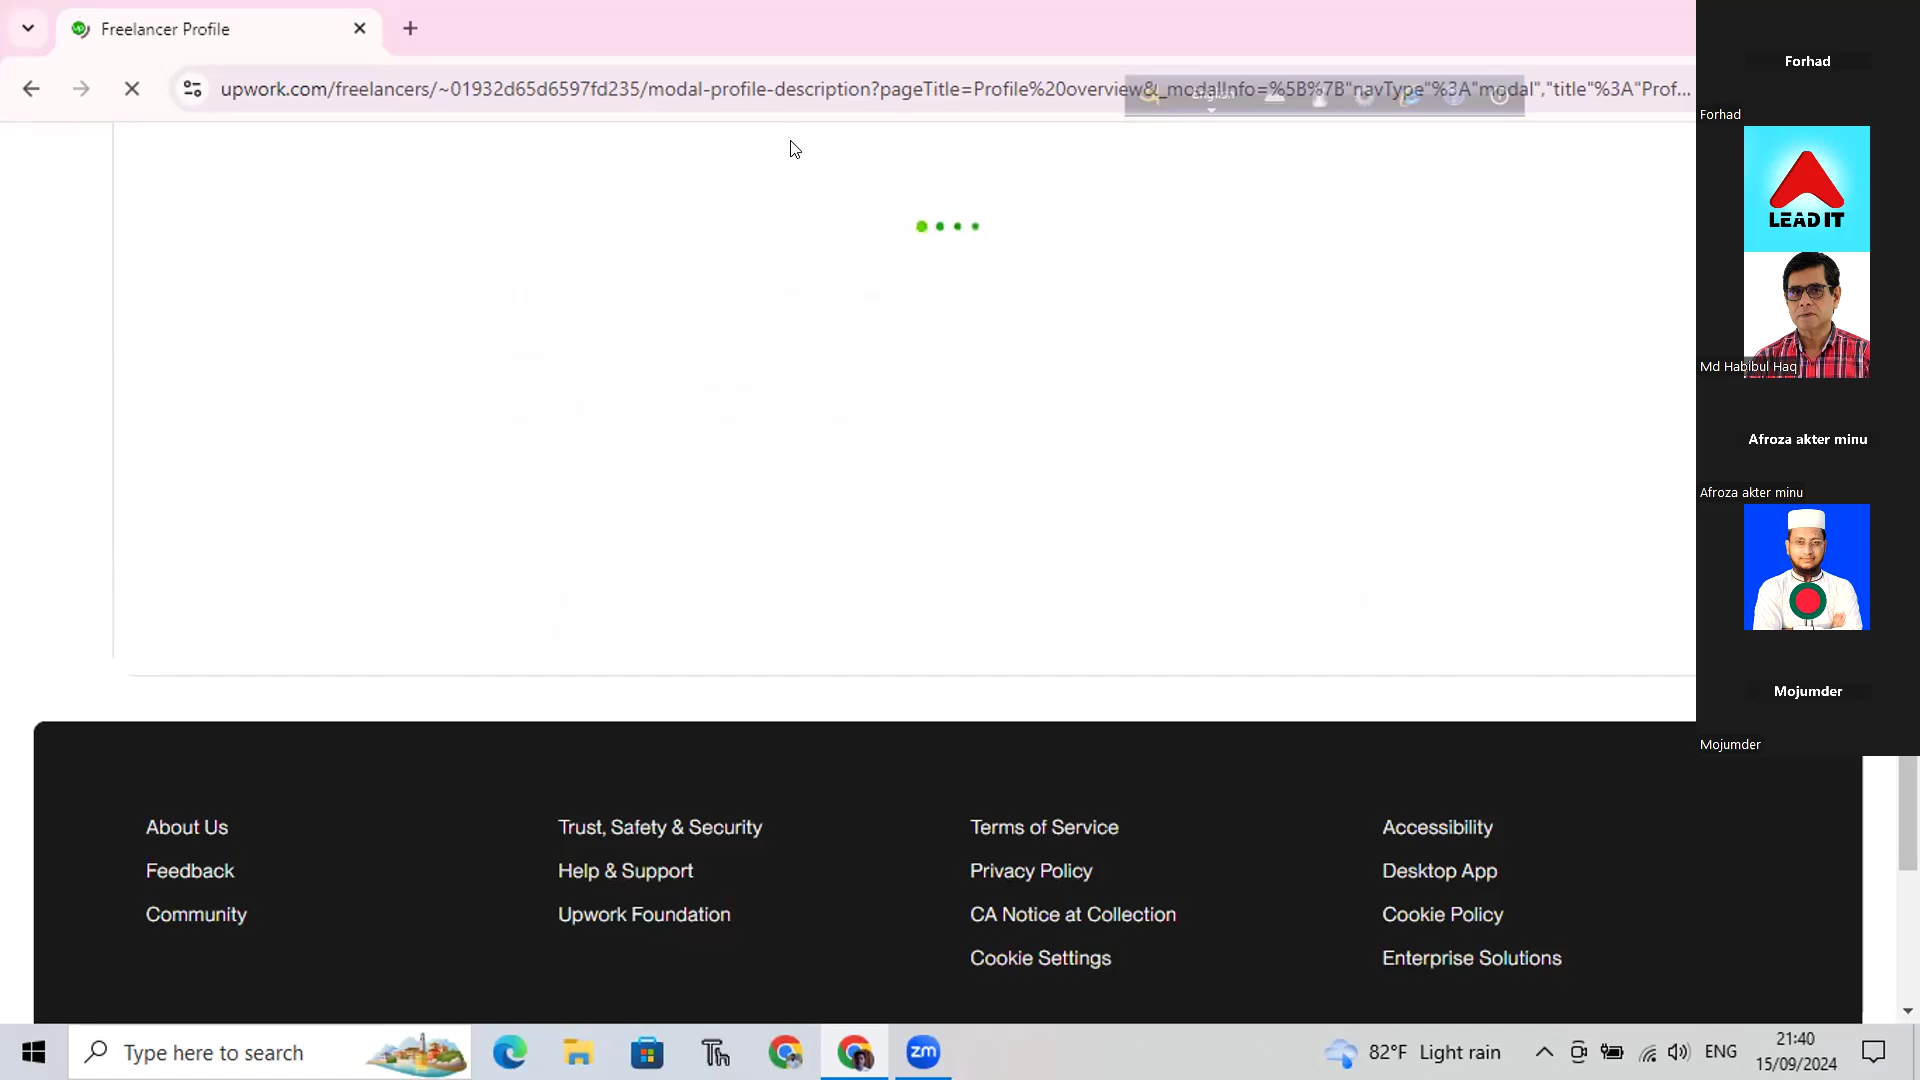 Freelancer Profile
upwork.com/freelancers/~01932d65d6597fd235/modal-profile-description?pageTitle=Profile%20overview&_modalInfo=%5B%7B"navType"%3A"modal","title"%3A"Prof...
English
Forhad
Forhad
LEAD IT
Md Habibul Haq
Afroza akter minu
Afroza akter minu
Mojumder
Mojumder
About Us
Trust, Safety & Security
Terms of Service
Accessibility
Feedback
Help & Support
Privacy Policy
Desktop App
Community
Upwork Foundation
CA Notice at Collection
Cookie Policy
Cookie Settings
Enterprise Solutions
Type here to search
zm
82°F Light rain
ENG
21:40
15/09/2024